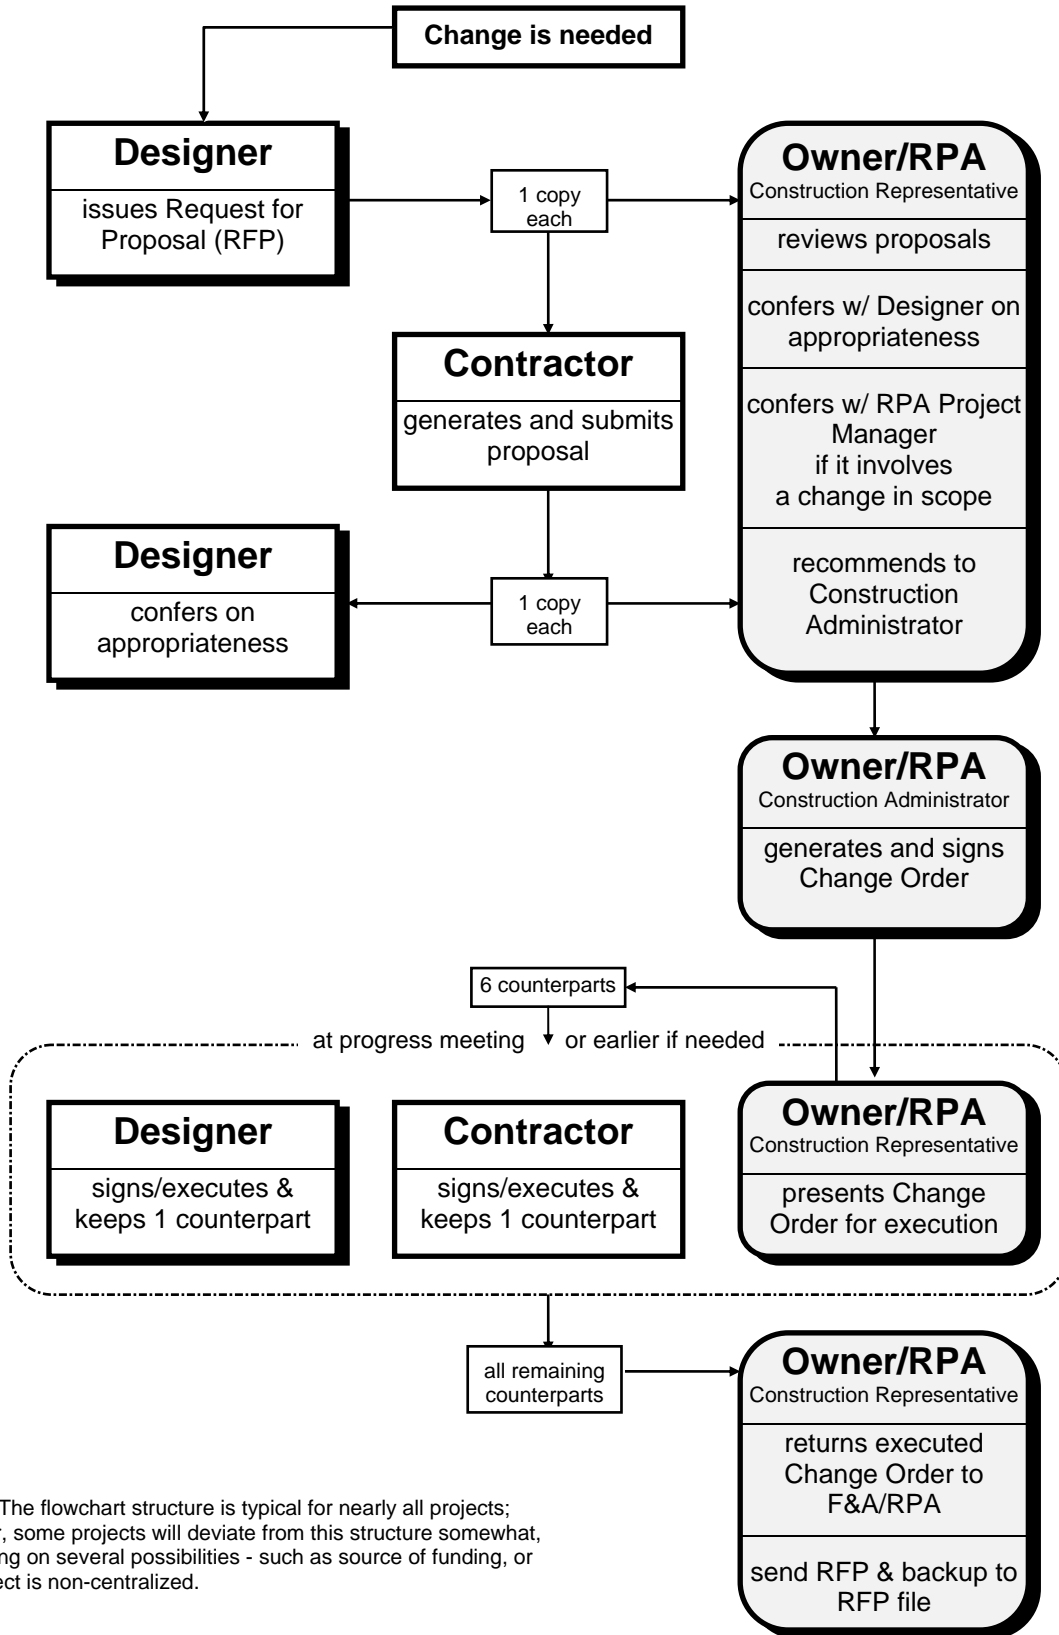 Change is needed
Designer
issues Request for
Proposal (RFP)
1 copy
each
Owner/RPA
Construction Representative
reviews proposals
confers w/ Designer on
appropriateness
confers w/ RPA Project
Manager
if it involves
a change in scope
recommends to
Construction
Administrator
Contractor
generates and submits
proposal
Designer
confers on
appropriateness
1 copy
each
Owner/RPA
Construction Administrator
generates and signs
Change Order
6 counterparts
at progress meeting or earlier if needed
Designer
signs/executes &
keeps 1 counterpart
Contractor
signs/executes &
keeps 1 counterpart
Owner/RPA
Construction Representative
presents Change
Order for execution
all remaining
counterparts
Owner/RPA
Construction Representative
returns executed
Change Order to
F&A/RPA
send RFP & backup to
RFP file
The flowchart structure is typical for nearly all projects;
, some projects will deviate from this structure somewhat,
ng on several possibilities - such as source of funding, or
ect is non-centralized.